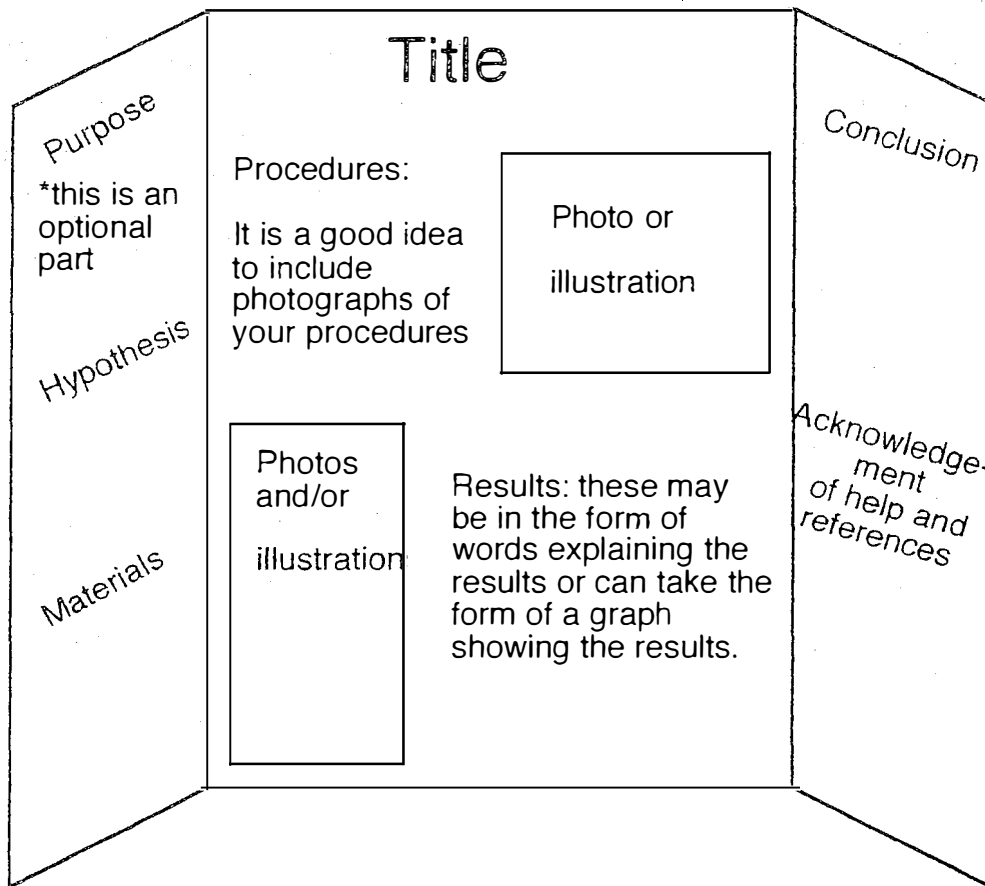 Title
Purpose
*this is an
optional
part
Hypothesis
Materials
Procedures:
It is a good idea
to include
photographs of
your procedures
Photo or
illustration
Photos
and/or
illustration
Results: these may
be in the form of
words explaining the
results or can take the
form of a graph
showing the results.
Conclusion
Acknowledge-
ment
of help and
references